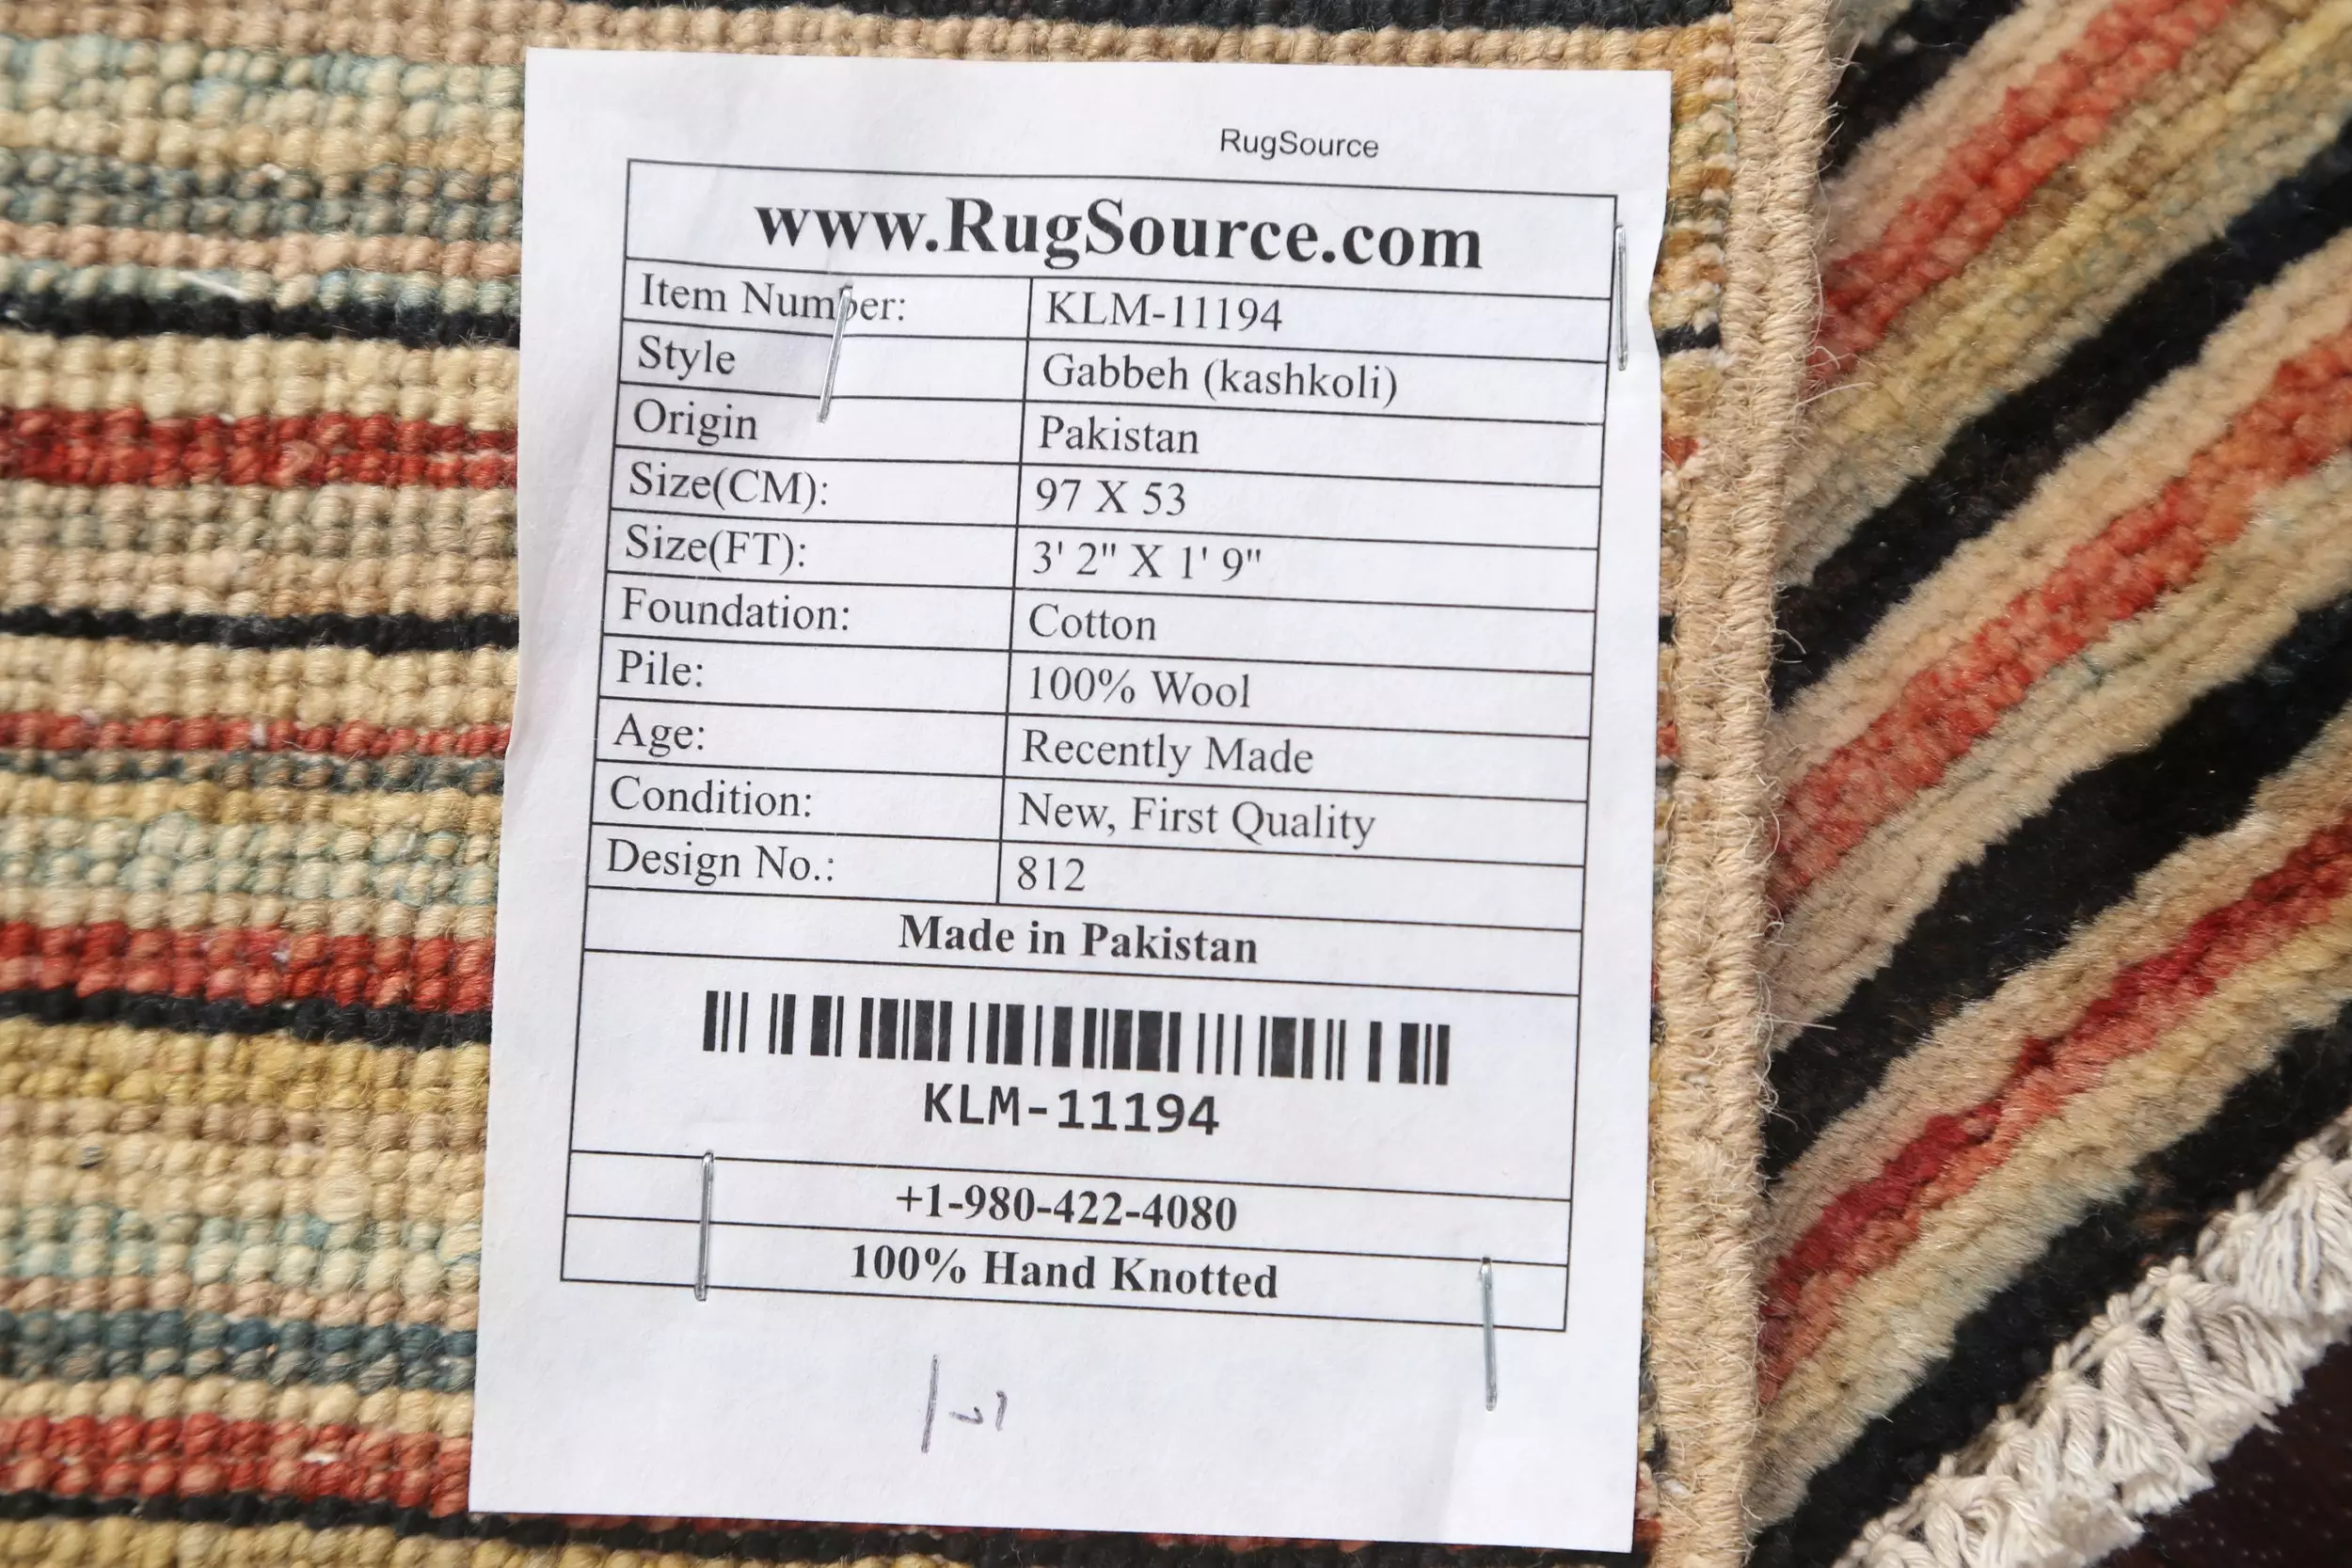 RugSource
www.RugSource.com
Item Number: KLM-11194
Style Gabbeh (kashkoli)
Origin Pakistan
Size(CM): 97 X 53
Size(FT): 3' 2" X 1' 9"
Foundation: Cotton
Pile: 100% Wool
Age: Recently Made
Condition: New, First Quality
Design No.: 812
Made in Pakistan
KLM-11194
+1-980-422-4080
100% Hand Knotted